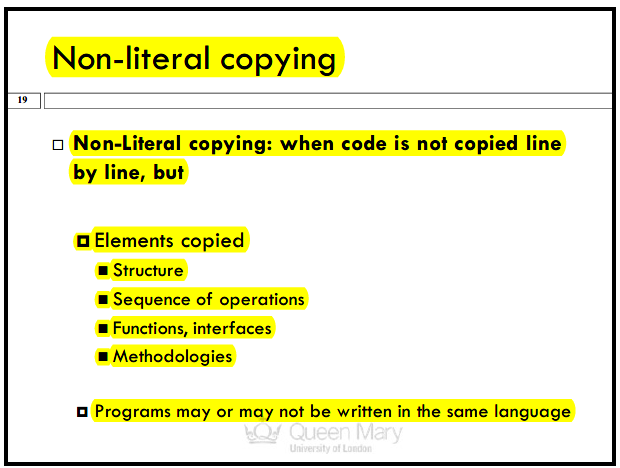 Non-literal copying
19
Non-Literal copying: when code is not copied line
by line, but
Elements copied
Structure
Sequence of operations
Functions, interfaces
Methodologies
Programs may or may not be written in the same language
Queen Mary
University of London